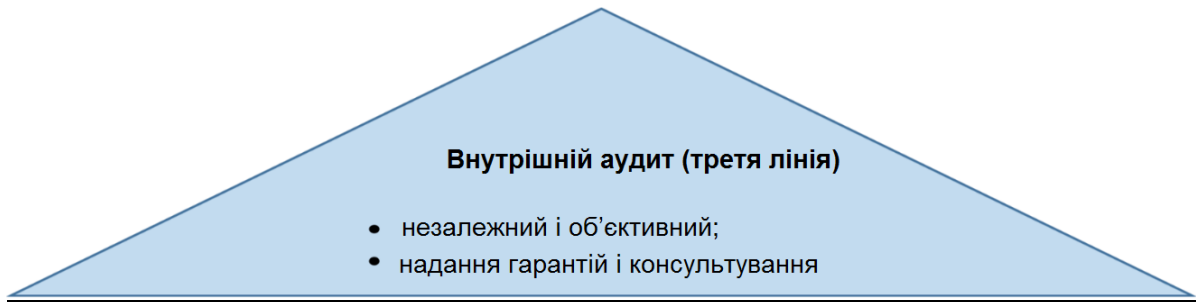 Внутрішній аудит (третя лінія)
• незалежний і об’єктивний;
• надання гарантій і консультування